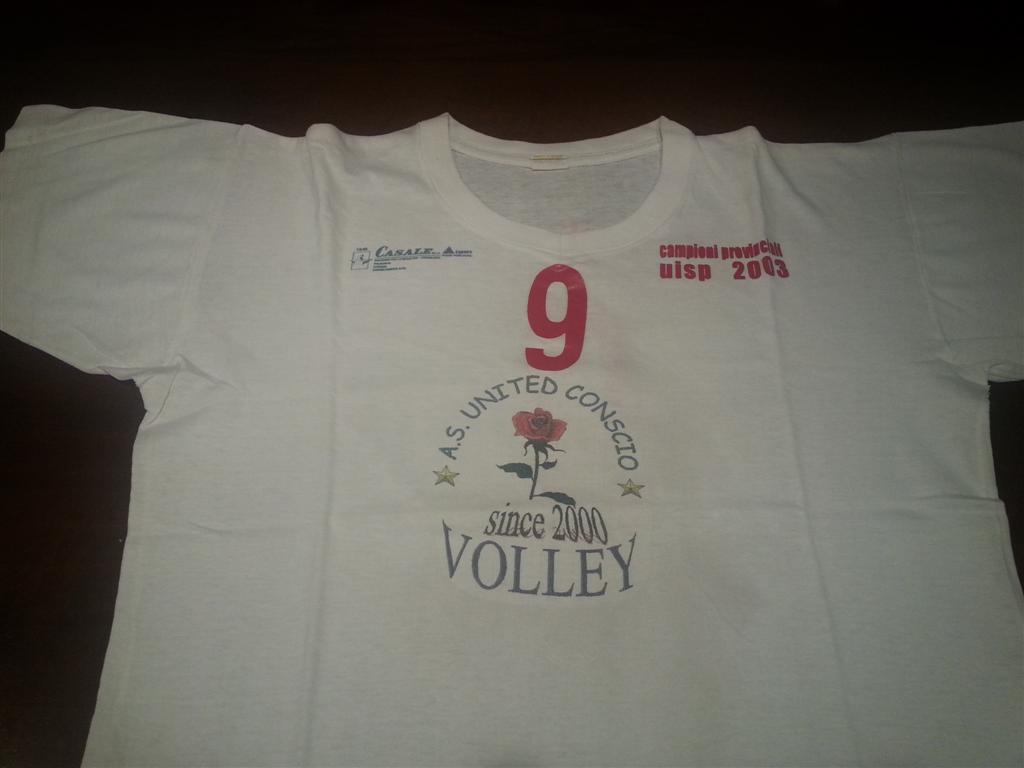 CASALE
campioni provinciali
uisp 2003
9
A.S. UNITED CONSCIO
since 2000
VOLLEY